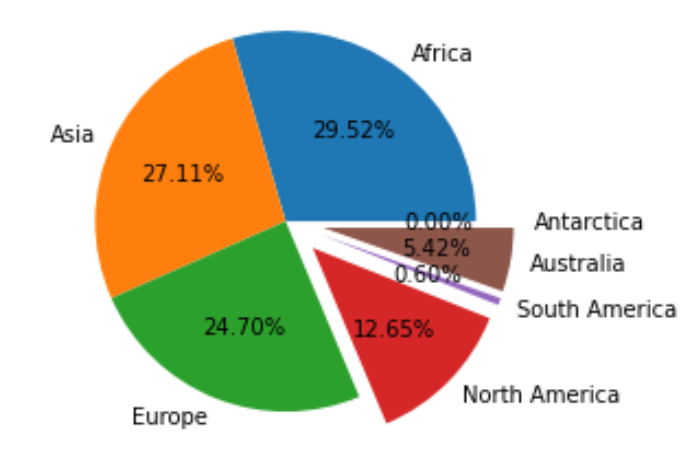 Africa
29.52%
Asia
27.11%
0.00%
Antarctica
5.42%
Australia
0.60%
South America
24.70%
12.65%
North America
Europe